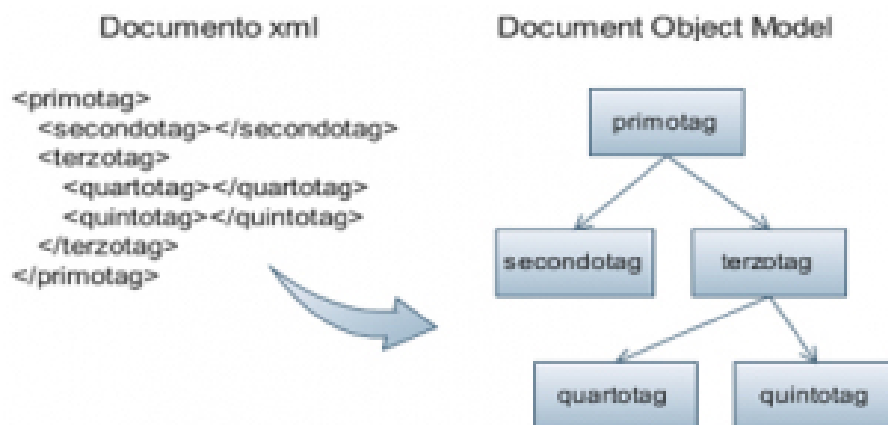 Documento xml
<primotag>
<secondotag></secondotag>
<terzotag>
<quartotag></quartotag>
<quintotag></quintotag>
</terzotag>
</primotag>
Document Object Model
primotag
secondotag
terzotag
quartotag
quintotag